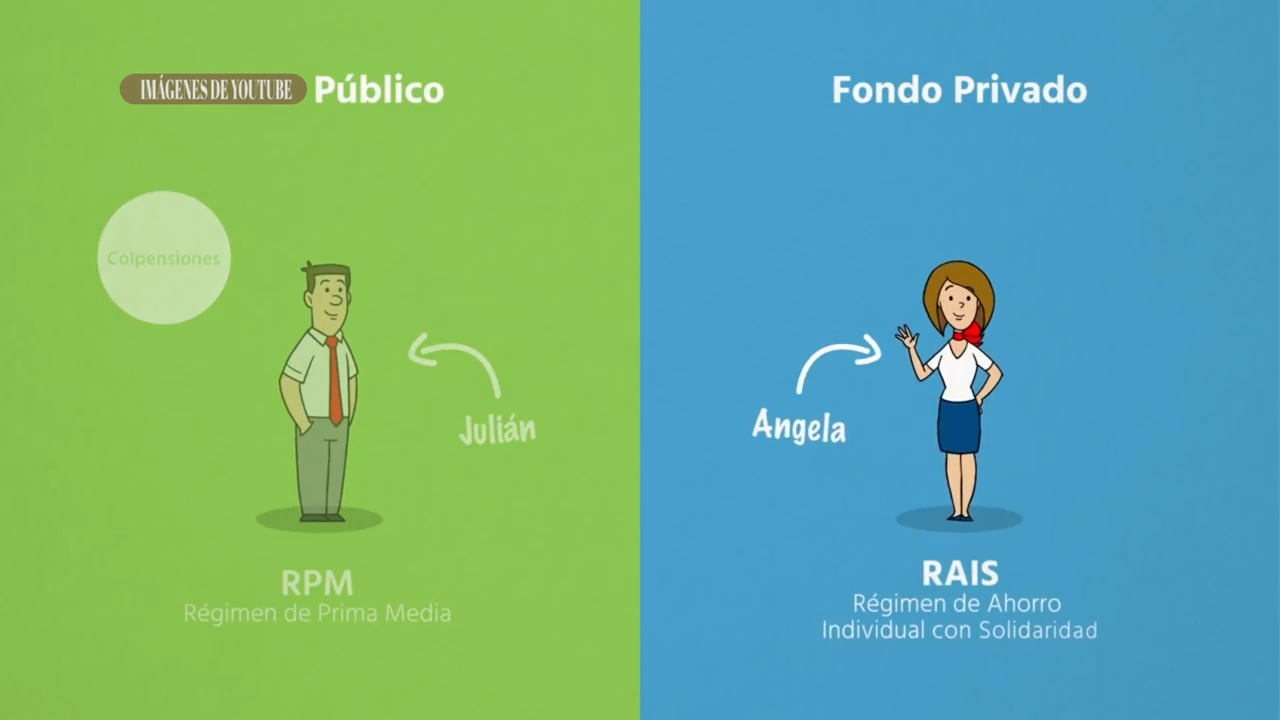 IMÁGENES DE YOUTUBE
Público
Colpensiones
Julián
RPM
Régimen de Prima Media
Fondo Privado
Angela
RAIS
Régimen de Ahorro
Individual con Solidaridad